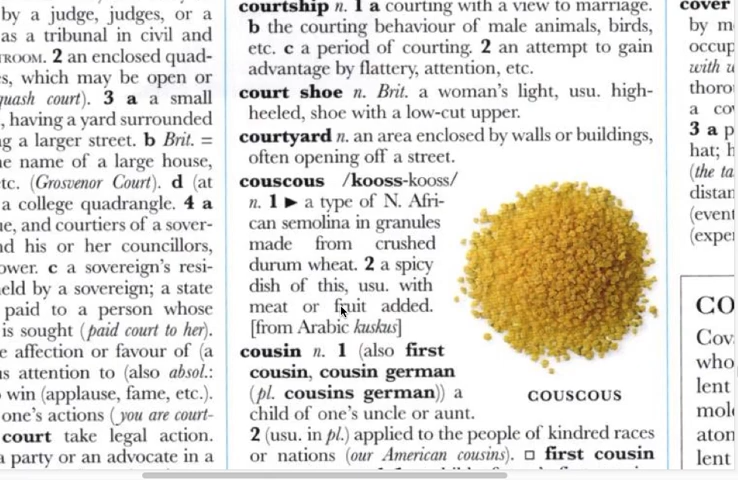 by a judge, judges, or a
as a tribunal in civil and
ROOM. 2 an enclosed quad-
s, which may be open or
quash court). 3 a a small
, having a yard surrounded
g a larger street. b Brit. =
e name of a large house,
tc. (Grosvenor Court). d (at
a college quadrangle. 4 a
e, and courtiers of a sover-
d his or her councillors,
ower. c a sovereign's resi-
eld by a sovereign; a state
paid to a person whose
is sought (paid court to her).
e affection or favour of (a
s attention to (also absol.:
win (applause, fame, etc.).
one's actions (you are court-
court take legal action.
a party or an advocate in a
courtship n. 1 a courting with a view to marriage.
b the courting behaviour of male animals, birds,
etc. c a period of courting. 2 an attempt to gain
advantage by flattery, attention, etc.
court shoe n. Brit. a woman's light, usu. high-
heeled, shoe with a low-cut upper.
courtyard n. an area enclosed by walls or buildings,
often opening off a street.
couscous /kooss-kooss/
n. 1 ▶ a type of N. Afri-
can semolina in granules
made from crushed
durum wheat. 2 a spicy
dish of this, usu. with
meat or fruit added.
[from Arabic kuskus]
COUSCOUS
cousin n. 1 (also first
cousin, cousin german
(pl. cousins german)) a
child of one's uncle or aunt.
2 (usu. in pl.) applied to the people of kindred races
or nations (our American cousins). □ first cousin
cover
by m
occup
with w
thoro
a co
3 a p
hat; h
(the ta
distan
(event
(expe
CO
Cov
who
lent
mol
aton
lent